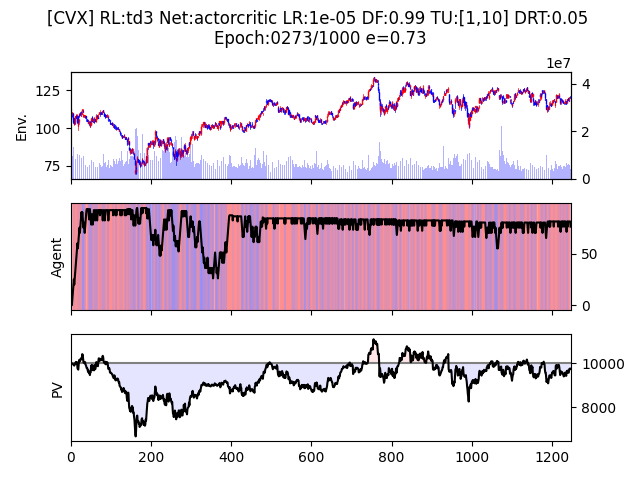 [CVX] RL:td3 Net:actorcritic LR:1e-05 DF:0.99 TU:[1,10] DRT:0.05
Epoch:0273/1000 e=0.73
1e7
125
100
75
Env.
4
2
0
Agent
50
0
PV
10000
8000
0 200 400 600 800 1000 1200